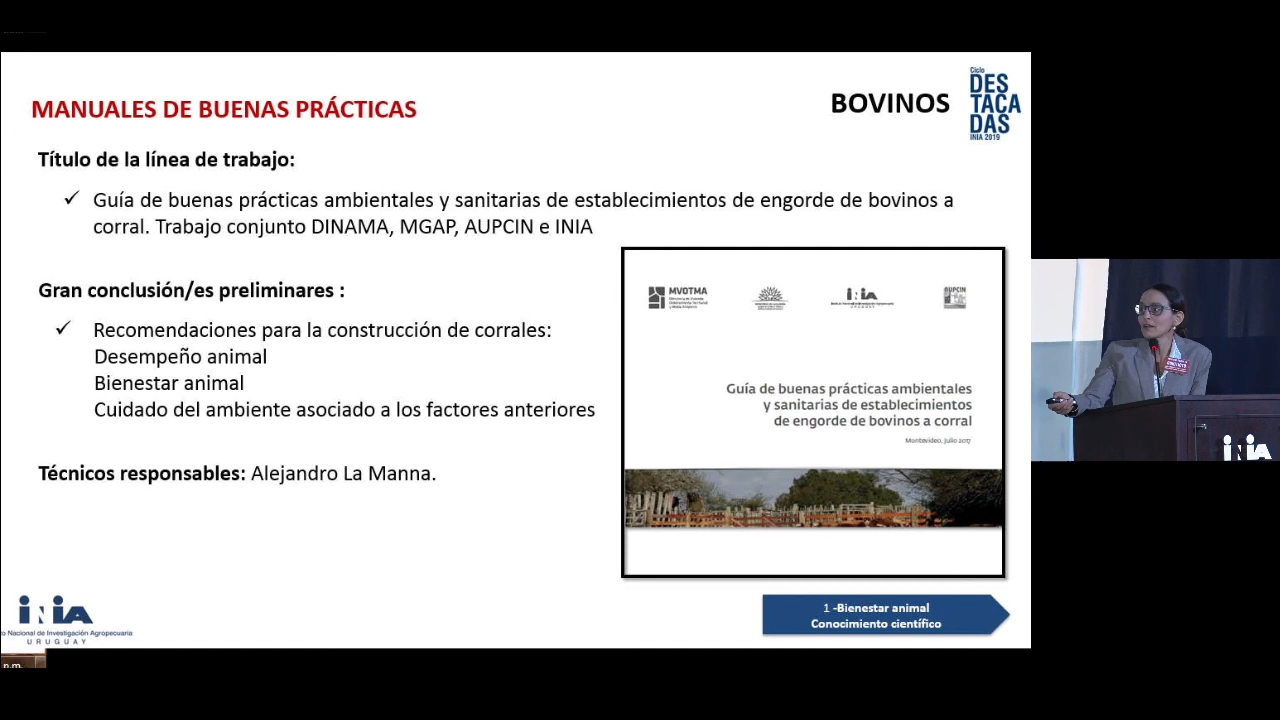 MANUALES DE BUENAS PRÁCTICAS
BOVINOS
Ciclo
DES
TACA
DAS
INIA 2019
Título de la línea de trabajo:
✓ Guía de buenas prácticas ambientales y sanitarias de establecimientos de engorde de bovinos a
corral. Trabajo conjunto DINAMA, MGAP, AUPCIN e INIA
Gran conclusión/es preliminares :
✓ Recomendaciones para la construcción de corrales:
Desempeño animal
Bienestar animal
Cuidado del ambiente asociado a los factores anteriores
Técnicos responsables: Alejandro La Manna.
MVOTMA
INIA
URUGUAY
AUPCIN
Guía de buenas prácticas ambientales
y sanitarias de establecimientos
de engorde de bovinos a corral
Montevideo, Julio 2017
1 -Bienestar animal
Conocimiento científico
INIA
o Nacional de Investigación Agropecuaria
URUGUAY
p.m.
INIA